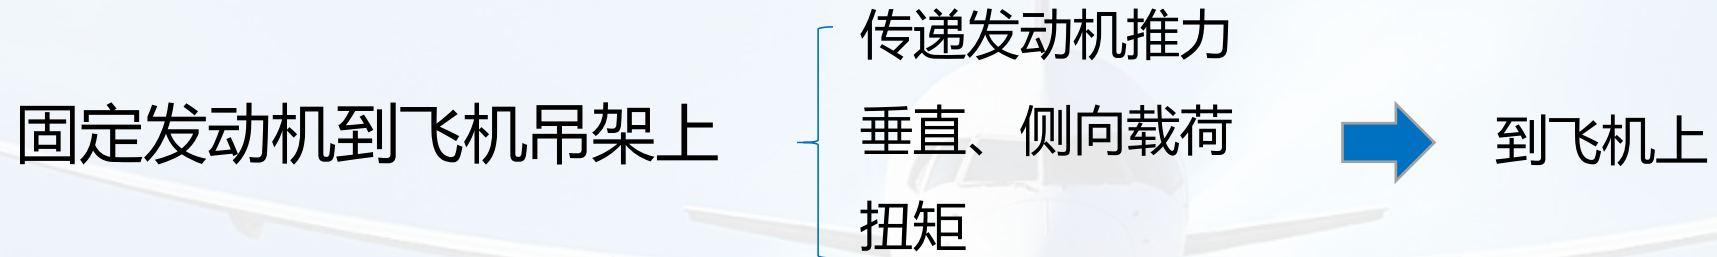 固定发动机到飞机吊架上
传递发动机推力
垂直、侧向载荷
扭矩
到飞机上